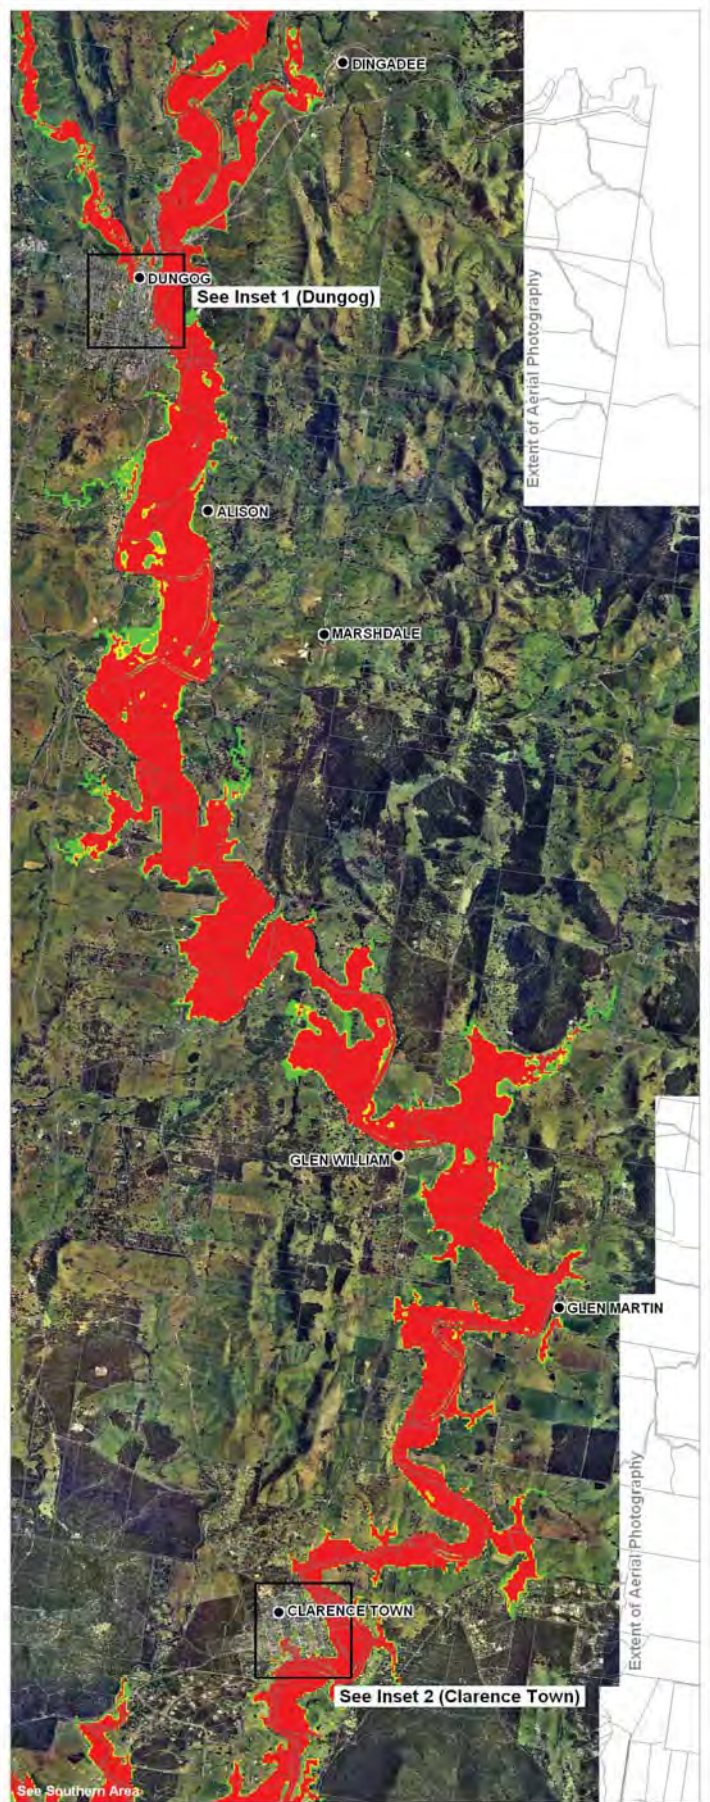 DINGADEE
DUNGOG
See Inset 1 (Dungog)
Extent of Aerial Photography
ALISON
MARSHDALE
GLEN WILLIAM
GLEN MARTIN
Extent of Aerial Photography
CLARENCE TOWN
See Inset 2 (Clarence Town)
See Southern Area